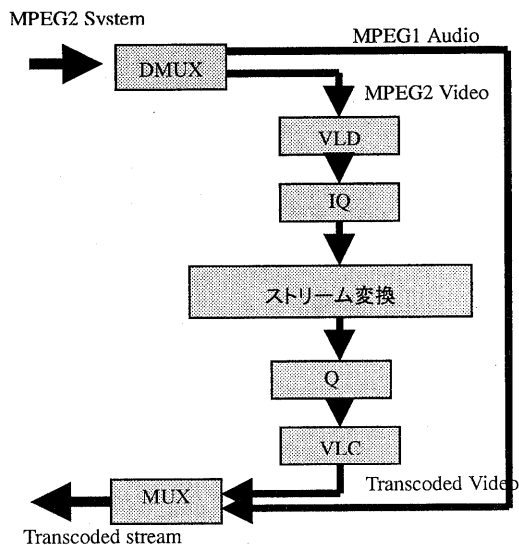 MPEG2 System
MPEG1 Audio
DMUX
MPEG2 Video
VLD
IQ
ストリーム変換
Q
VLC
Transcoded Video
MUX
Transcoded stream